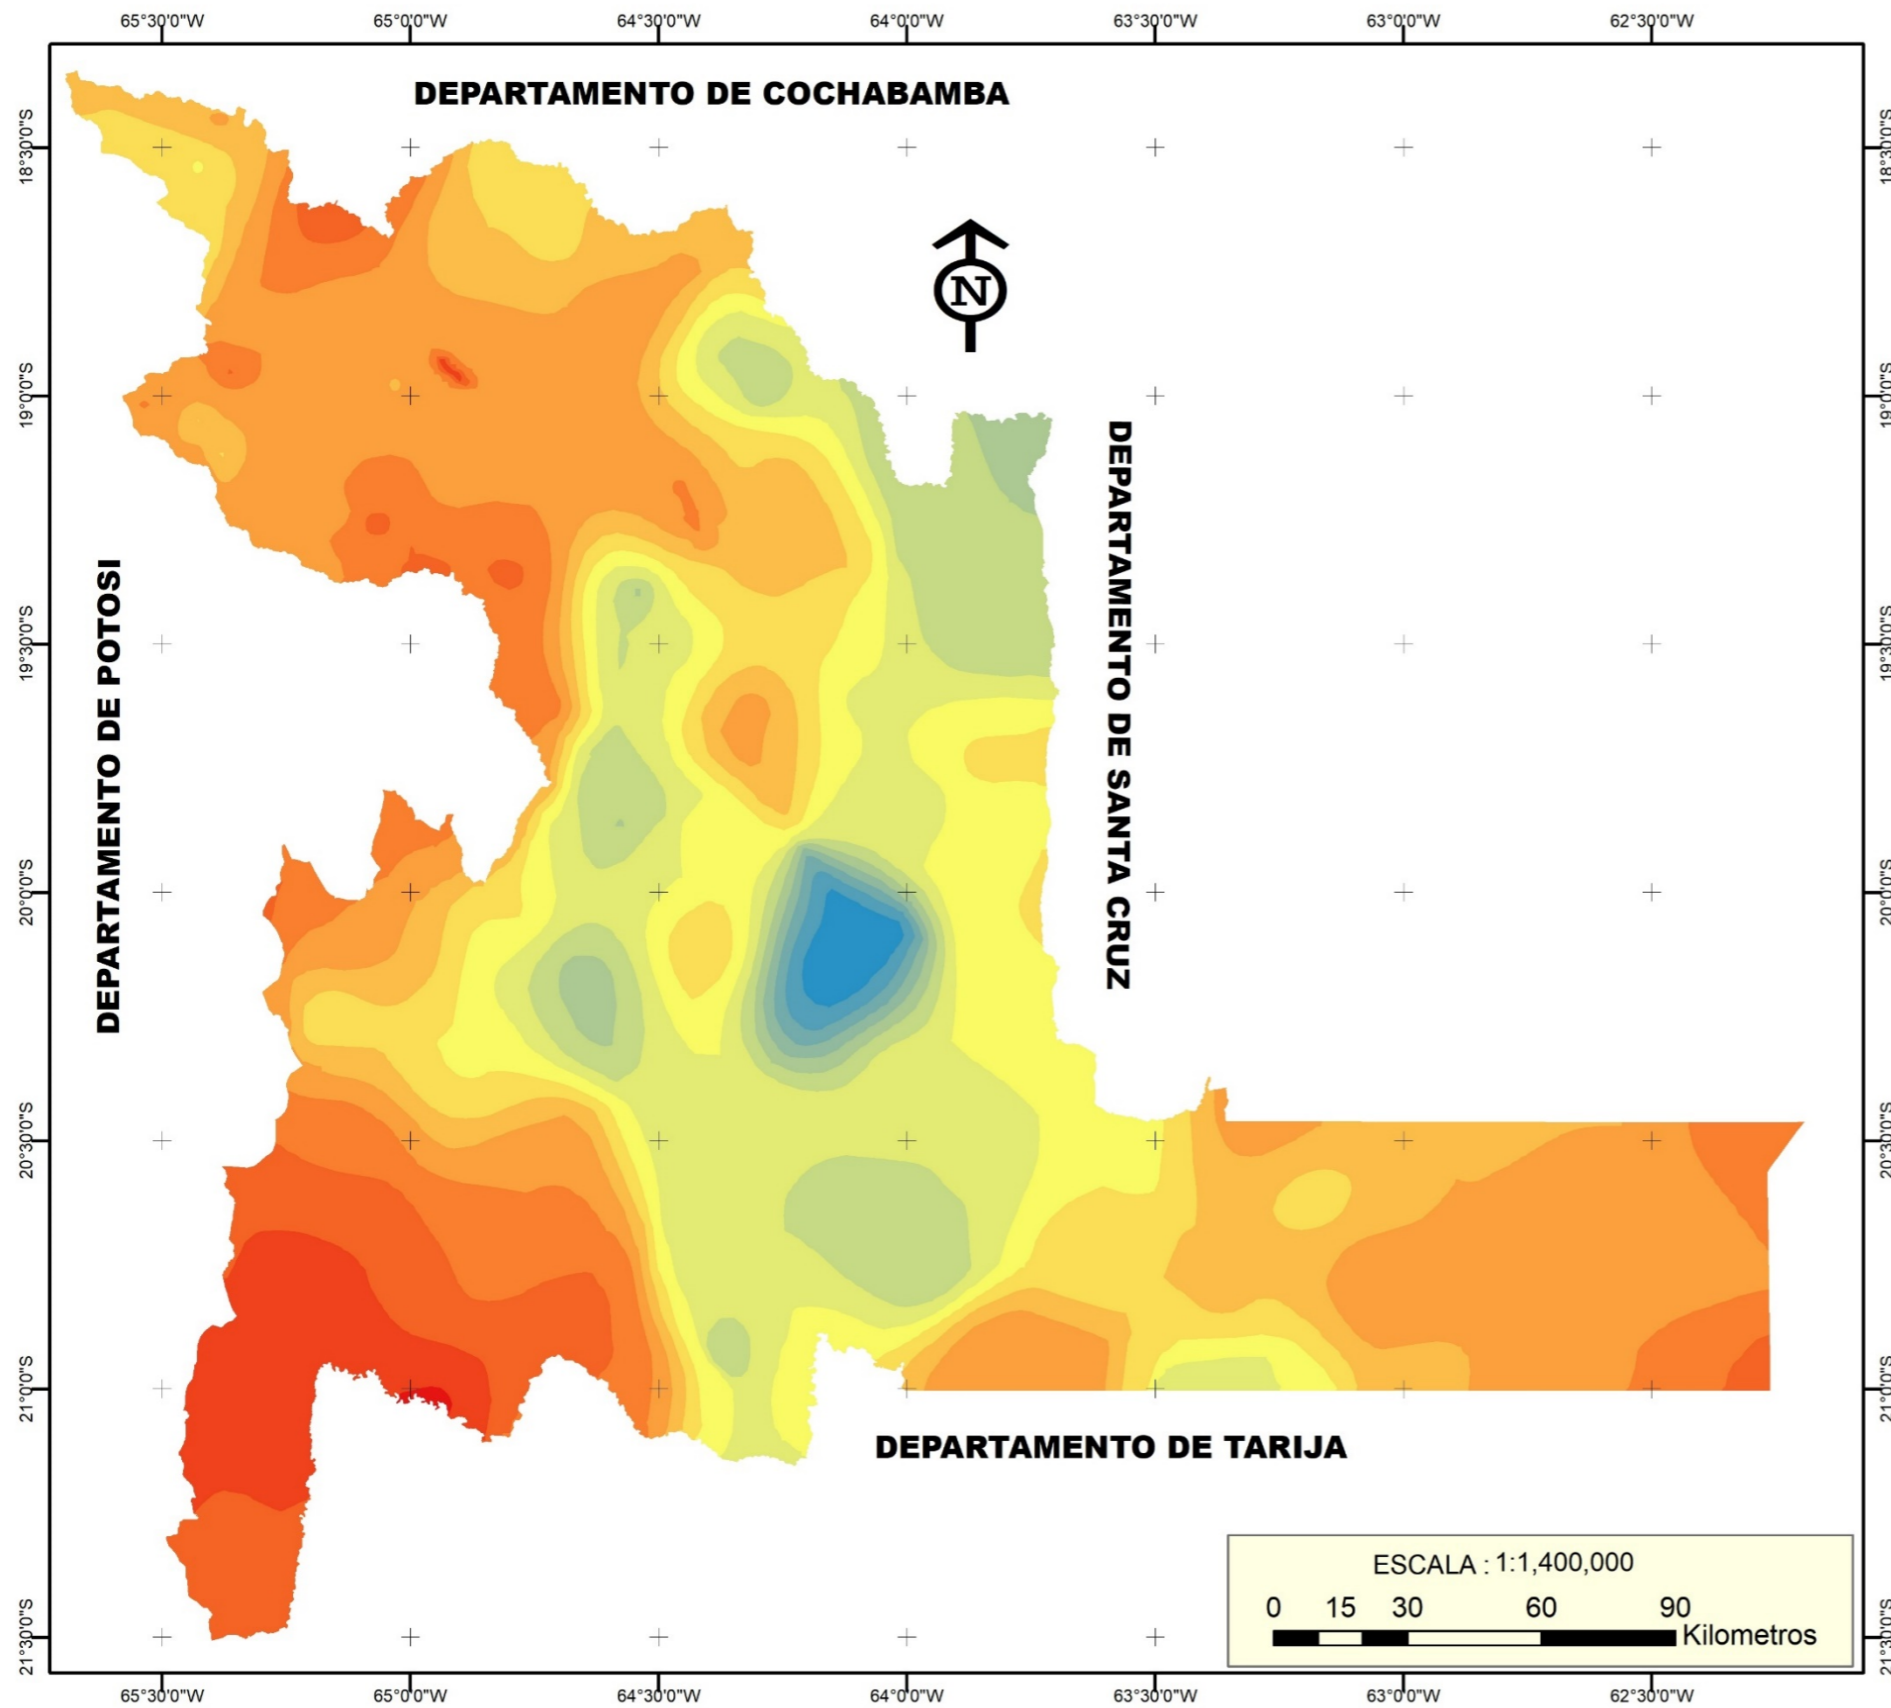 65°30'0"W 65°0'0"W 64°30'0"W 64°0'0"W 63°30'0"W 63°0'0"W 62°30'0"W
DEPARTAMENTO DE COCHABAMBA
18°30'0"S
18°30'0"S
N
19°0'0"S
19°0'0"S
DEPARTAMENTO DE POTOSI
DEPARTAMENTO DE SANTA CRUZ
19°30'0"S
19°30'0"S
20°0'0"S
20°0'0"S
20°30'0"S
20°30'0"S
21°0'0"S
21°0'0"S
DEPARTAMENTO DE TARIJA
ESCALA : 1:1,400,000
0 15 30 60 90
Kilometros
21°30'0"S
21°30'0"S
65°30'0"W 65°0'0"W 64°30'0"W 64°0'0"W 63°30'0"W 63°0'0"W 62°30'0"W